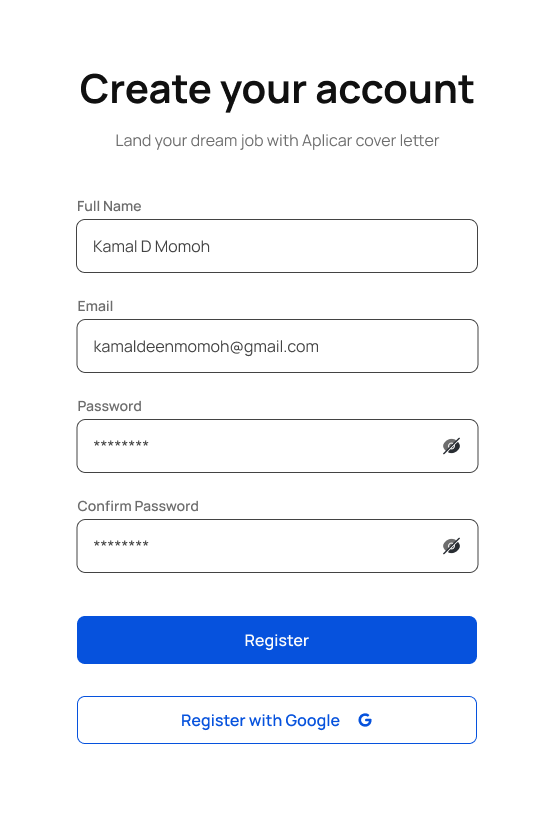 Create your account
Land your dream job with Aplicar cover letter
Full Name
Kamal D Momoh
Email
kamaldeenmomoh@gmail.com
Password
********
Confirm Password
********
Register
Register with Google G